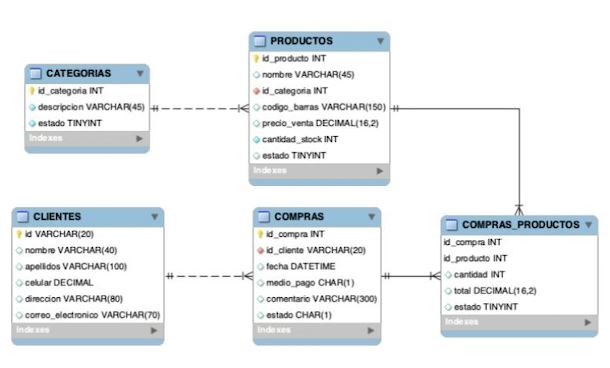 CATEGORIAS
id_categoria INT
descripcion VARCHAR(45)
estado TINYINT
Indexes
PRODUCTOS
id_producto INT
nombre VARCHAR(45)
id_categoria INT
codigo_barras VARCHAR(150)
precio_venta DECIMAL(16,2)
cantidad_stock INT
estado TINYINT
Indexes
CLIENTES
id VARCHAR(20)
nombre VARCHAR(40)
apellidos VARCHAR(100)
celular DECIMAL
direccion VARCHAR(80)
correo_electronico VARCHAR(70)
Indexes
COMPRAS
id_compra INT
id_cliente VARCHAR(20)
fecha DATETIME
medio_pago CHAR(1)
comentario VARCHAR(300)
estado CHAR(1)
Indexes
COMPRAS_PRODUCTOS
id_compra INT
id_producto INT
cantidad INT
total DECIMAL(16,2)
estado TINYINT
Indexes